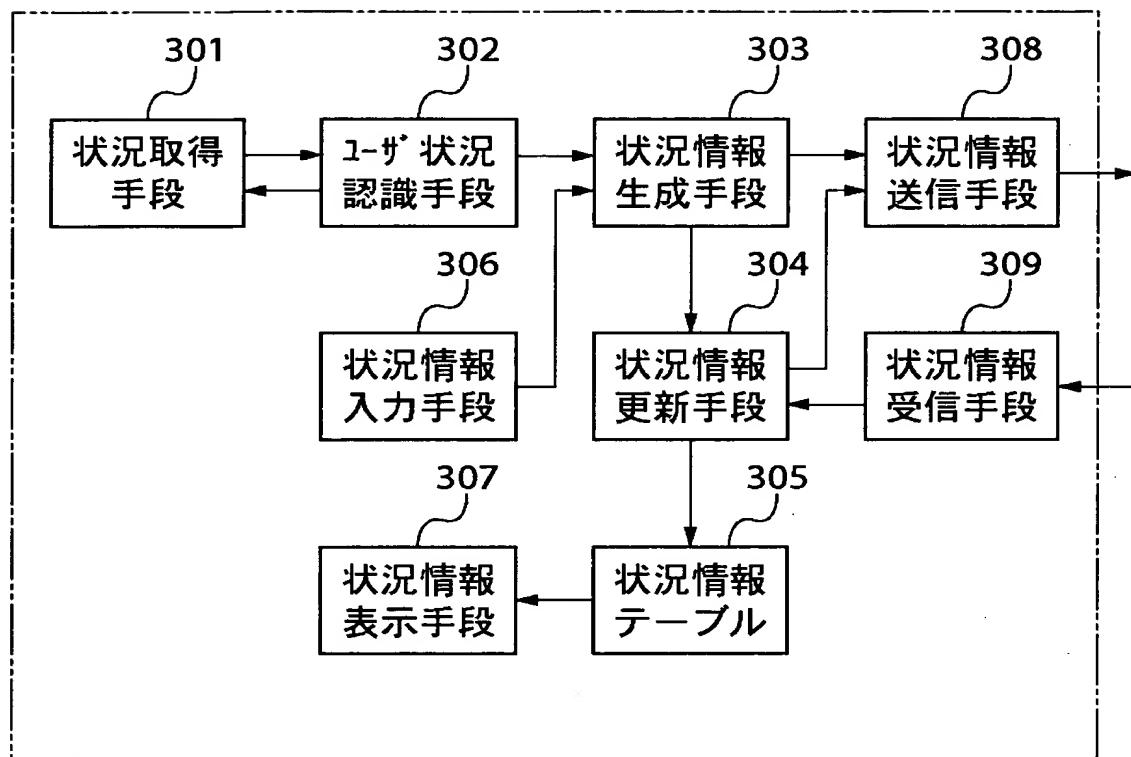 301
302
303
308
状況取得
手段
ユーザ状況
認識手段
状況情報
生成手段
状況情報
送信手段
306
304
309
状況情報
入力手段
状況情報
更新手段
状況情報
受信手段
307
305
状況情報
表示手段
状況情報
テーブル